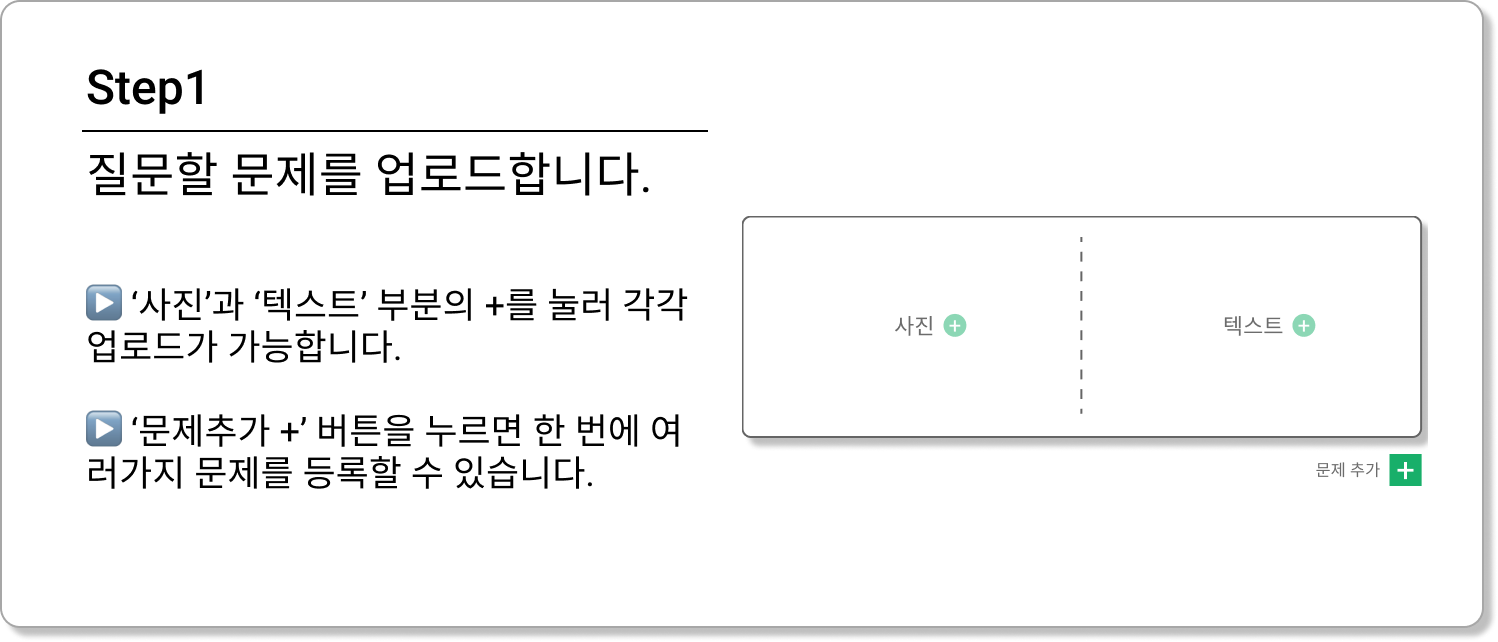 Step1
질문할 문제를 업로드합니다.
▶️ ‘사진’과 ‘텍스트’ 부분의 +를 눌러 각각
업로드가 가능합니다.
▶️ ‘문제추가 +’ 버튼을 누르면 한 번에 여
러가지 문제를 등록할 수 있습니다.
사진 +
텍스트 +
문제 추가 +